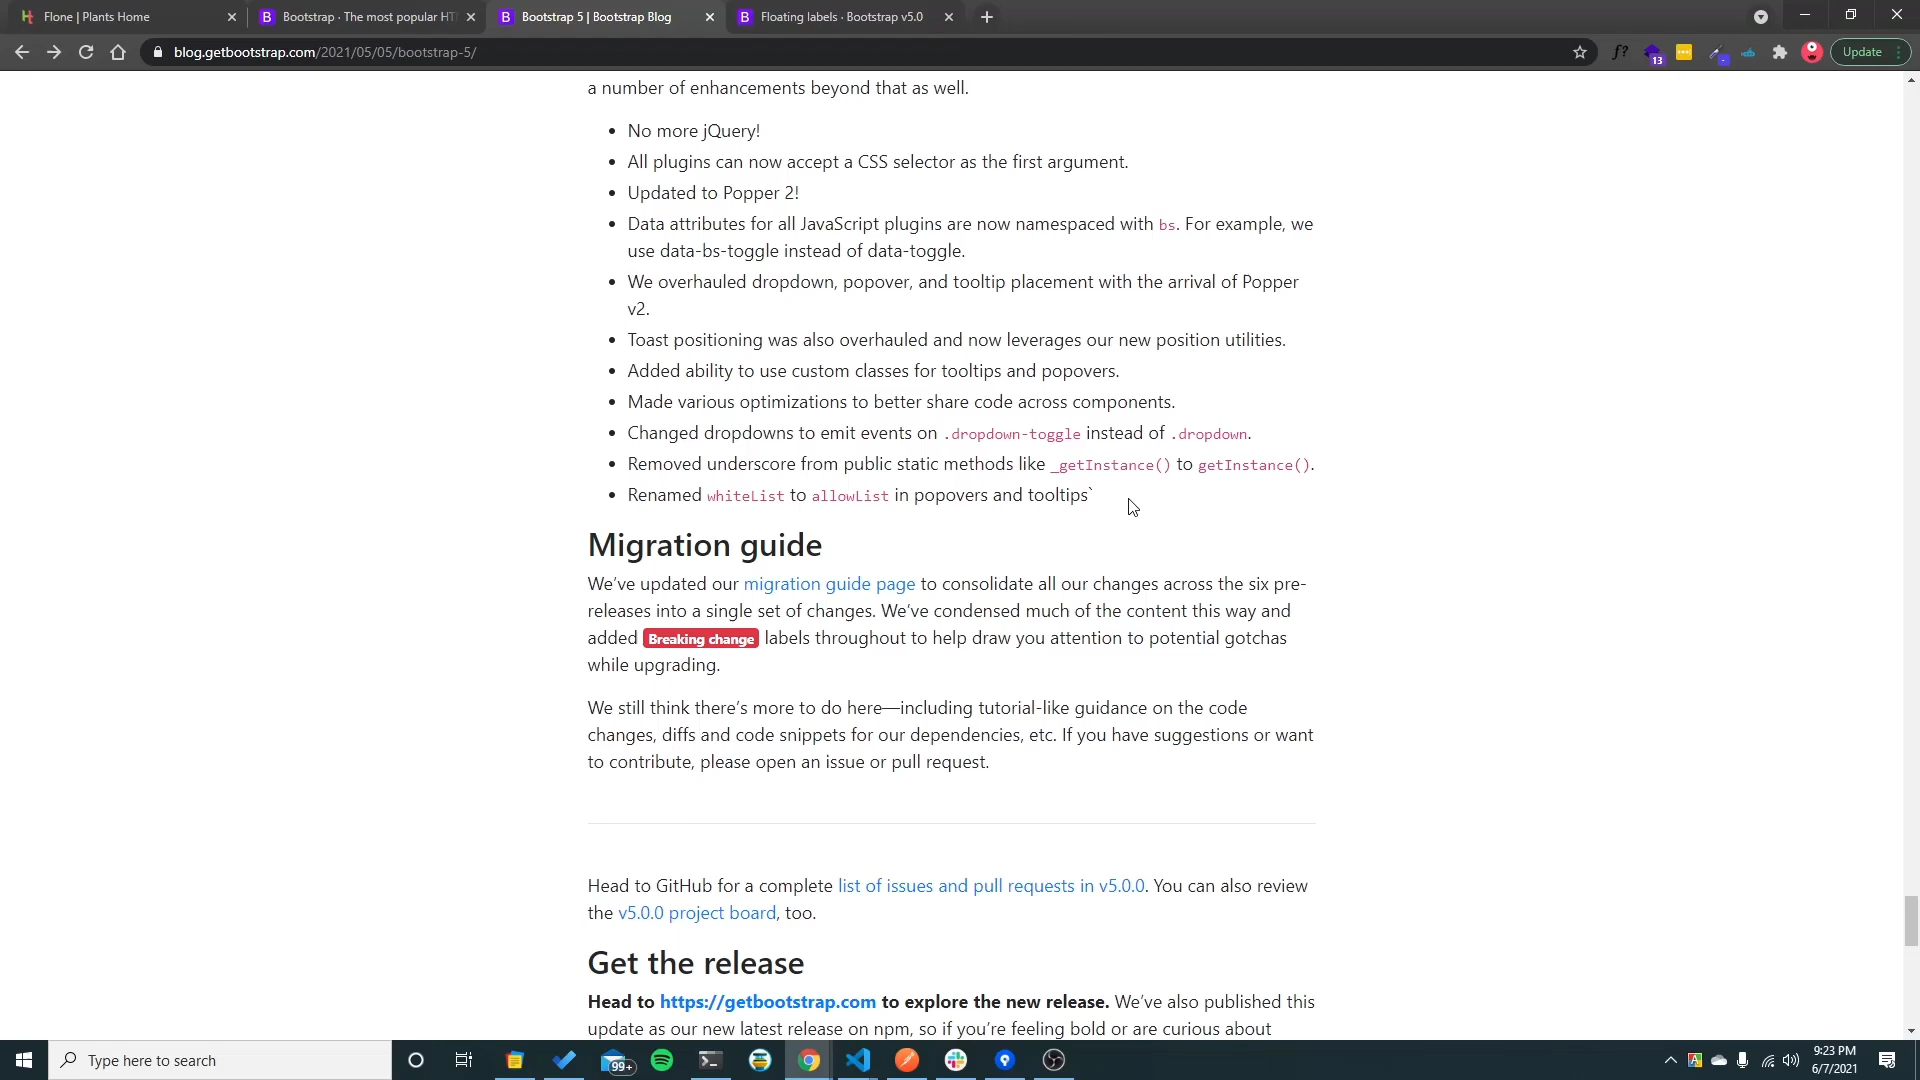 Flone | Plants Home
Bootstrap · The most popular HT
Bootstrap 5 | Bootstrap Blog
Floating labels · Bootstrap v5.0
blog.getbootstrap.com/2021/05/05/bootstrap-5/
f?
13
Update
a number of enhancements beyond that as well.
No more jQuery!
All plugins can now accept a CSS selector as the first argument.
Updated to Popper 2!
Data attributes for all JavaScript plugins are now namespaced with bs. For example, we
use data-bs-toggle instead of data-toggle.
We overhauled dropdown, popover, and tooltip placement with the arrival of Popper
v2.
Toast positioning was also overhauled and now leverages our new position utilities.
Added ability to use custom classes for tooltips and popovers.
Made various optimizations to better share code across components.
Changed dropdowns to emit events on .dropdown-toggle instead of .dropdown.
Removed underscore from public static methods like _getInstance() to getInstance().
Renamed whiteList to allowList in popovers and tooltips`
Migration guide
We’ve updated our migration guide page to consolidate all our changes across the six pre-
releases into a single set of changes. We’ve condensed much of the content this way and
added Breaking change labels throughout to help draw you attention to potential gotchas
while upgrading.
We still think there’s more to do here—including tutorial-like guidance on the code
changes, diffs and code snippets for our dependencies, etc. If you have suggestions or want
to contribute, please open an issue or pull request.
Head to GitHub for a complete list of issues and pull requests in v5.0.0. You can also review
the v5.0.0 project board, too.
Get the release
Head to https://getbootstrap.com to explore the new release. We’ve also published this
update as our new latest release on npm, so if you’re feeling bold or are curious about
Type here to search
99+
A
9:23 PM
6/7/2021